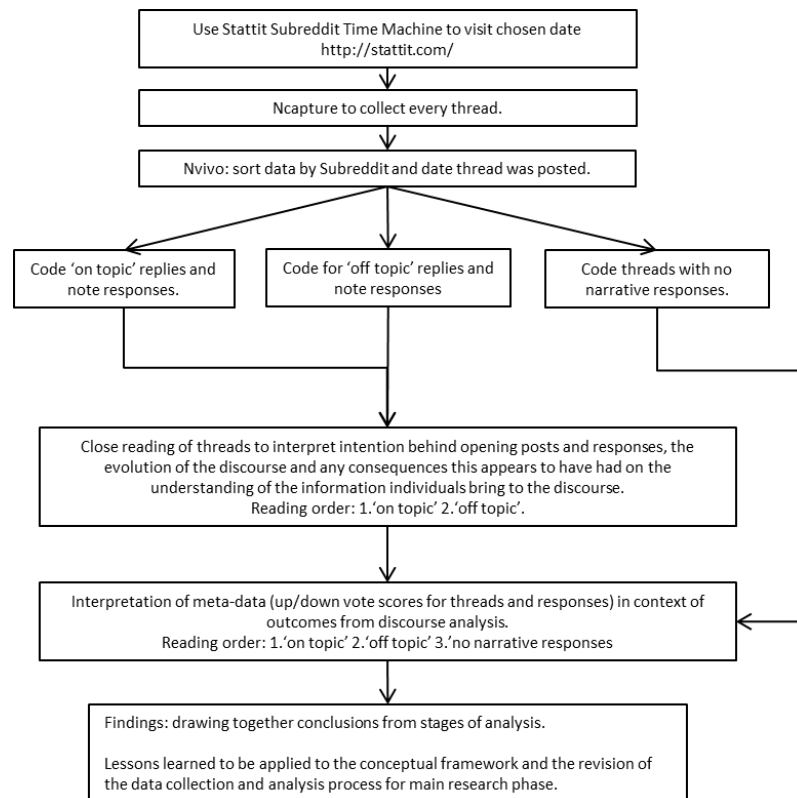 Use Stattit Subreddit Time Machine to visit chosen date
http://stattit.com/
Ncapture to collect every thread.
Nvivo: sort data by Subreddit and date thread was posted.
Code ‘on topic’ replies and
note responses.
Code for ‘off topic’ replies and
note responses
Code threads with no
narrative responses.
Close reading of threads to interpret intention behind opening posts and responses, the
evolution of the discourse and any consequences this appears to have had on the
understanding of the information individuals bring to the discourse.
Reading order: 1.‘on topic’ 2.‘off topic’.
Interpretation of meta-data (up/down vote scores for threads and responses) in context of
outcomes from discourse analysis.
Reading order: 1.‘on topic’ 2.‘off topic’ 3.’no narrative responses
Findings: drawing together conclusions from stages of analysis.
Lessons learned to be applied to the conceptual framework and the revision of
the data collection and analysis process for main research phase.